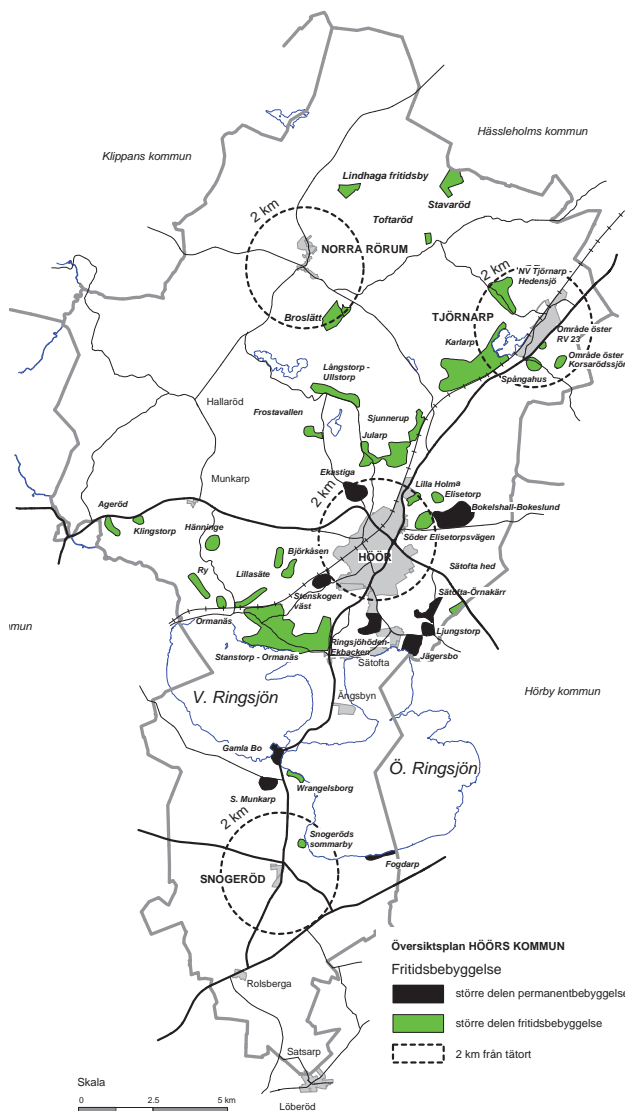 Hässleholms kommun
Klippans kommun
Lindhaga fritidsby
Stavaröd
2 km
Toftaröd
NORRA RÖRUM
2 km
NV Tjörnarp -
Hedensjö
Broslätt
TJÖRNARP
Område öster
RV 23
Karlarp
Område öster
Korsarödssjön
Spångahus
Långstorp -
Ullstorp
Hallaröd
Frostavallen
Sjunnerup
Jularp
Ekastiga
Munkarp
2 km
Lilla Holma
Elisetorp
Bokelshall-Bokeslund
Ageröd
Klingstorp
Hänninge
Söder Elisetorpsvägen
Björkåsen
HÖÖR
Sätofta hed
Ry
Lillasäte
Stenskogen
väst
Sätofta-Örnakärr
Ormanäs
Ljungstorp
mmun
Ringsjöhöjden-
Ekbacken
Stanstorp - Ormanäs
Sätofta
Jägersbo
V. Ringsjön
Ängsbyn
Hörby kommun
Gamla Bo
Ö. Ringsjön
Wrangelsborg
S. Munkarp
2 km
Snogeröds
sommarby
Fogdarp
SNOGERÖD
Översiktsplan HÖÖRS KOMMUN
Fritidsbebyggelse
större delen permanentbebyggelse
större delen fritidsbebyggelse
2 km från tätort
Rolsberga
Satsarp
Skala
0 2.5 5 km
Löberöd